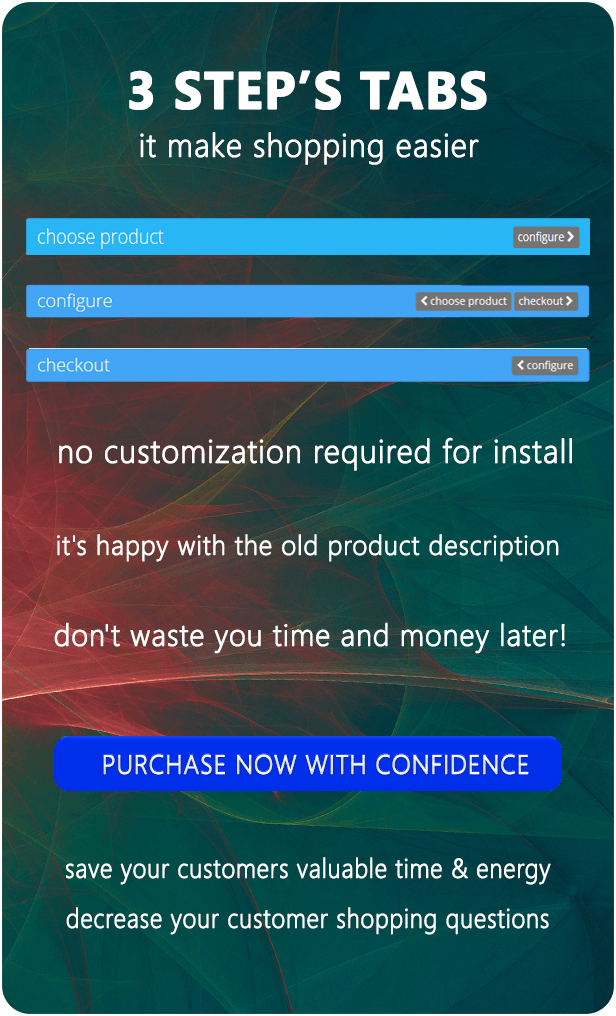 3 STEP’S TABS
it make shopping easier
choose product configure
configure choose product checkout
checkout configure
no customization required for install
it's happy with the old product description
don't waste you time and money later!
PURCHASE NOW WITH CONFIDENCE
save your customers valuable time & energy
decrease your customer shopping questions